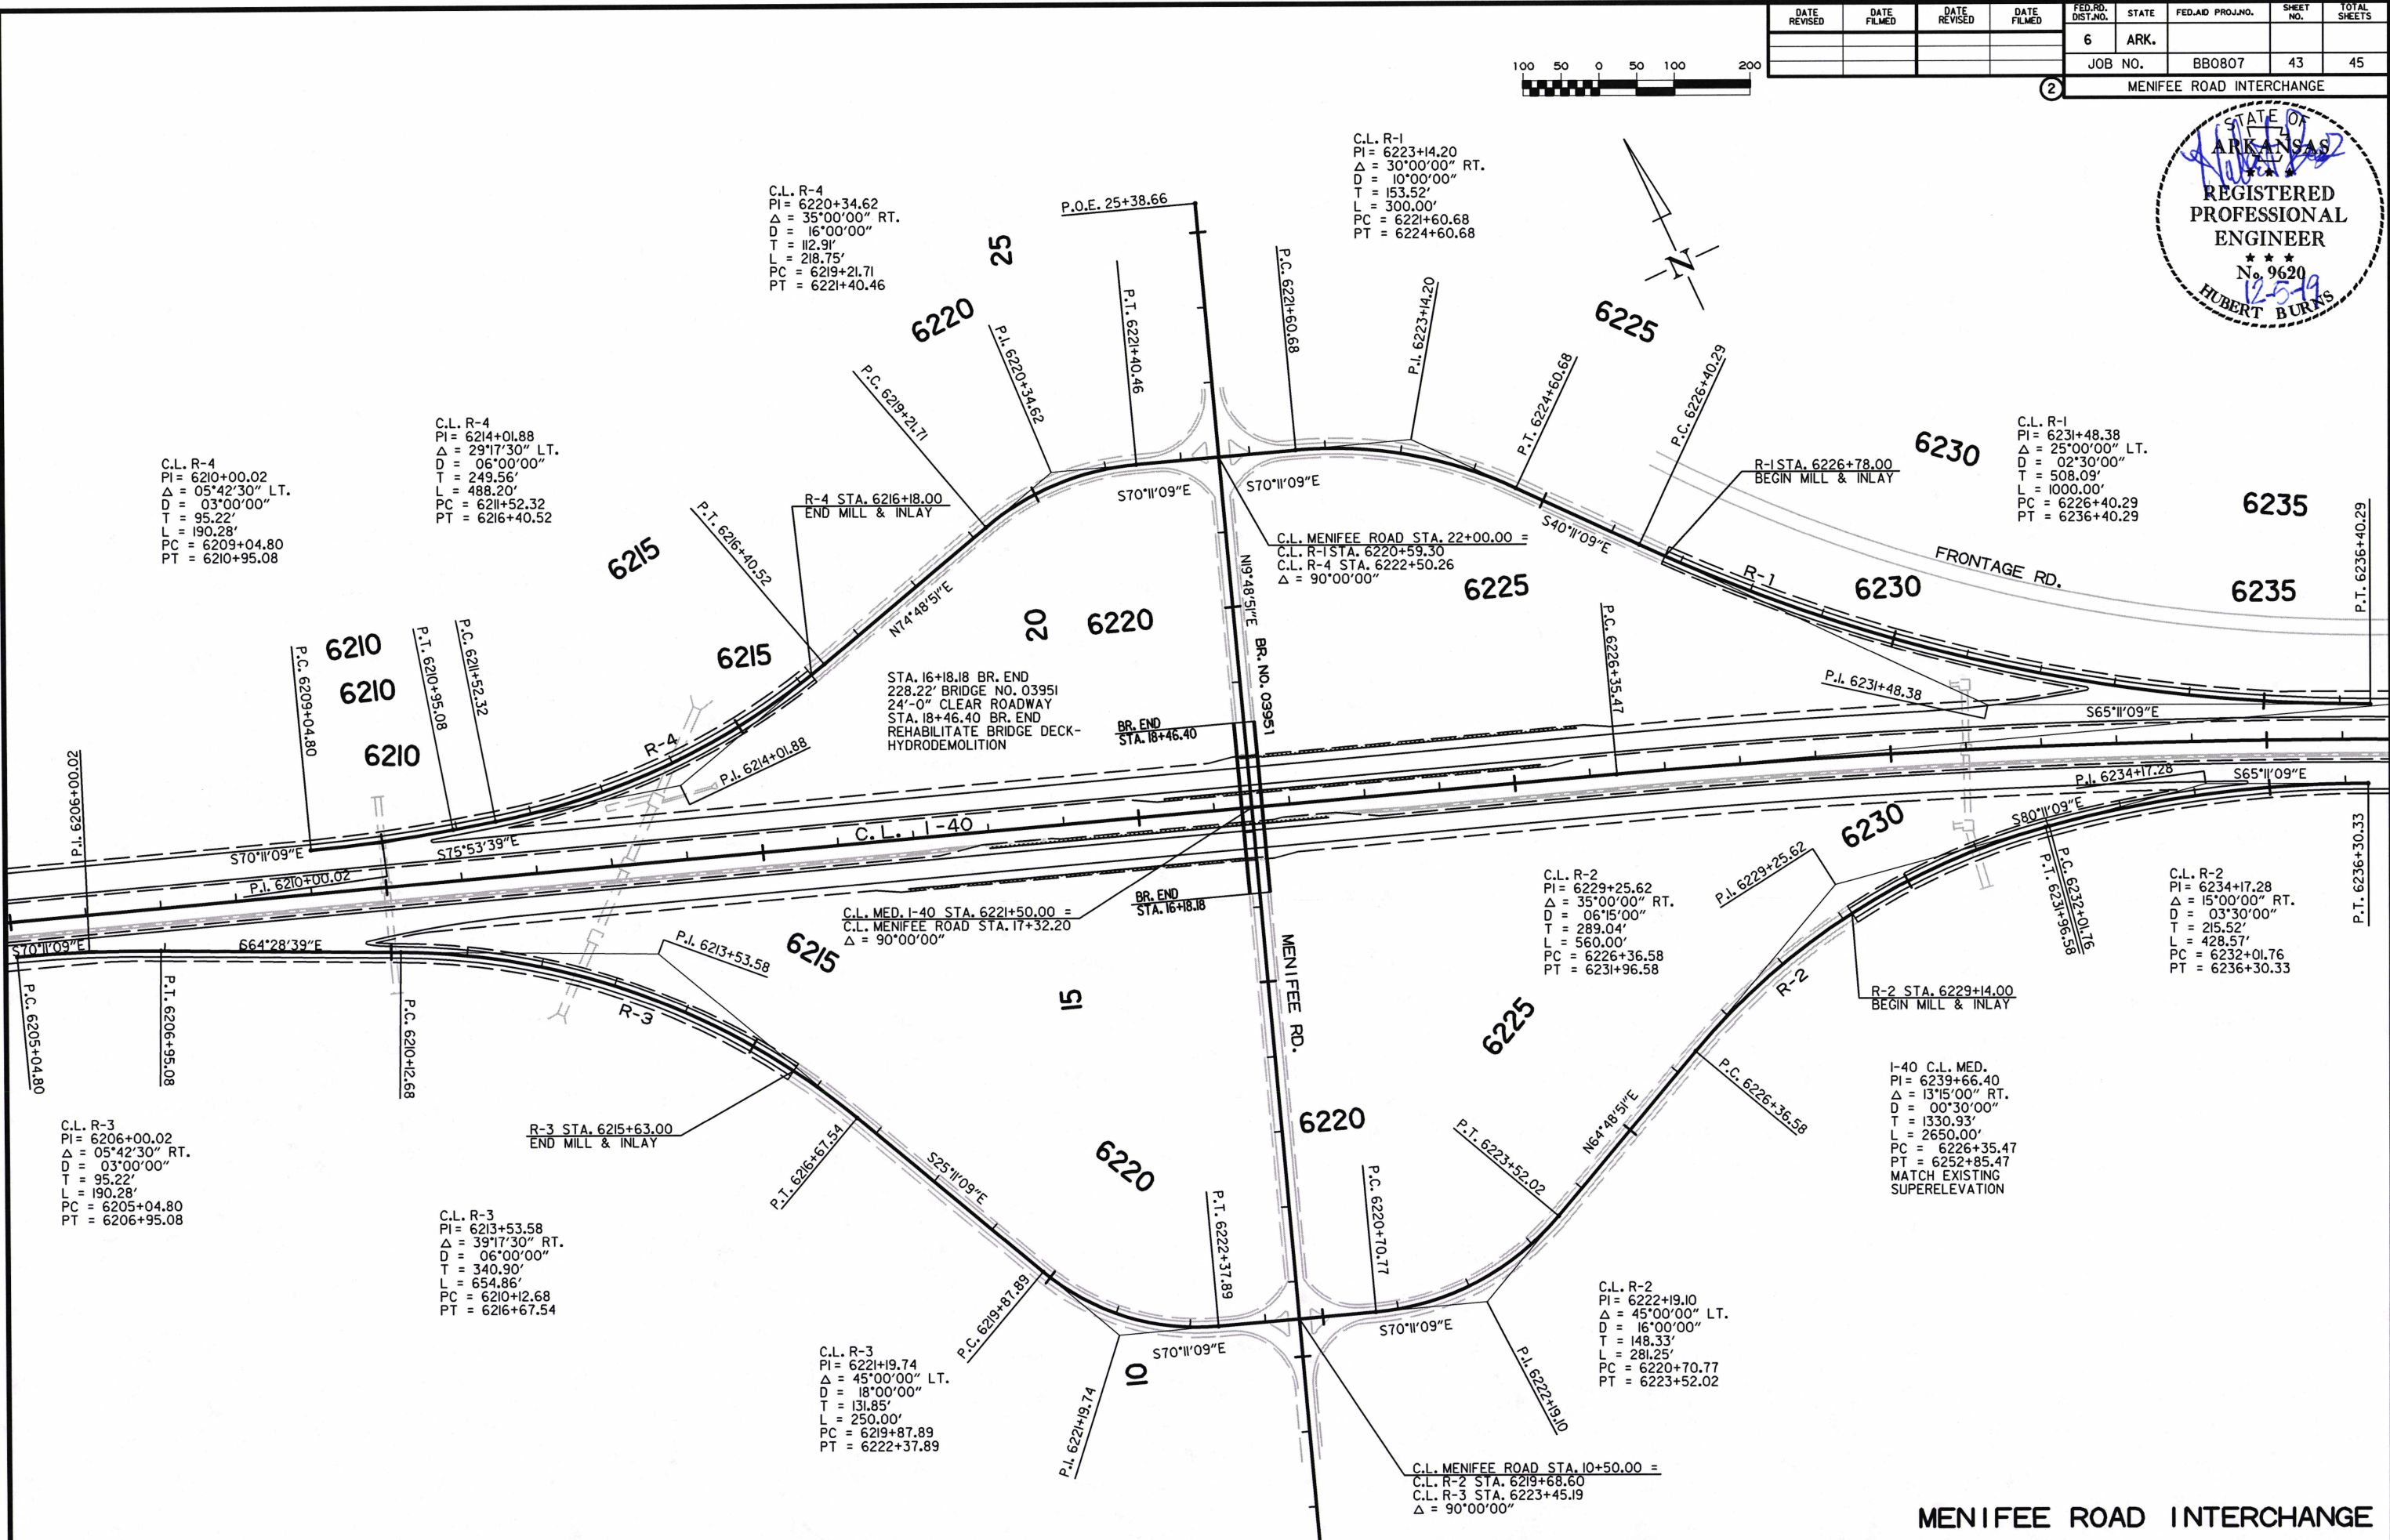 DATE REVISED
DATE FILMED
DATE REVISED
DATE FILMED
FED.RD. DIST.NO.
STATE
FED.AID PROJ.NO.
SHEET NO.
TOTAL SHEETS
6
ARK.
JOB NO.
BB0807
43
45
2
MENIFEE ROAD INTERCHANGE
100 50 0 50 100 200
STATE OF
ARKANSAS
★ ★ ★
REGISTERED
PROFESSIONAL
ENGINEER
★ ★ ★
No. 9620
12-5-19
HUBERT BURNS
N
C.L. R-1
PI = 6223+14.20
Δ = 30°00'00" RT.
D = 10°00'00"
T = 153.52'
L = 300.00'
PC = 6221+60.68
PT = 6224+60.68
C.L. R-4
PI = 6220+34.62
Δ = 35°00'00" RT.
D = 16°00'00"
T = 112.91'
L = 218.75'
PC = 6219+21.71
PT = 6221+40.46
P.O.E. 25+38.66
25
6220
6225
P.C. 6219+21.71
P.I. 6220+34.62
P.T. 6221+40.46
P.C. 6221+60.68
P.I. 6223+14.20
P.T. 6224+60.68
P.C. 6226+40.29
C.L. R-4
PI = 6214+01.88
Δ = 29°17'30" LT.
D = 06°00'00"
T = 249.56'
L = 488.20'
PC = 6211+52.32
PT = 6216+40.52
C.L. R-4
PI = 6210+00.02
Δ = 05°42'30" LT.
D = 03°00'00"
T = 95.22'
L = 190.28'
PC = 6209+04.80
PT = 6210+95.08
C.L. R-1
PI = 6231+48.38
Δ = 25°00'00" LT.
D = 02°30'00"
T = 508.09'
L = 1000.00'
PC = 6226+40.29
PT = 6236+40.29
6230
6235
R-1 STA. 6226+78.00
BEGIN MILL & INLAY
R-4 STA. 6216+18.00
END MILL & INLAY
P.T. 6216+40.52
6215
S70°11'09"E
S70°11'09"E
S40°11'09"E
C.L. MENIFEE ROAD STA. 22+00.00 =
C.L. R-1 STA. 6220+59.30
C.L. R-4 STA. 6222+50.26
Δ = 90°00'00"
FRONTAGE RD.
R-1
6225
6230
6235
P.T. 6236+40.29
N74°48'51"E
N19°48'51"E
BR. NO. 03951
20
6220
6215
6210
6210
6210
P.C. 6209+04.80
P.T. 6210+95.08
P.C. 6211+52.32
P.C. 6226+35.47
P.I. 6231+48.38
S65°11'09"E
STA. 16+18.18 BR. END
228.22' BRIDGE NO. 03951
24'-0" CLEAR ROADWAY
STA. 18+46.40 BR. END
REHABILITATE BRIDGE DECK-
HYDRODEMOLITION
BR. END
STA. 18+46.40
R-4
P.I. 6214+01.88
P.I. 6206+00.02
S70°11'09"E
S75°53'39"E
P.I. 6210+00.02
C.L. I-40
P.I. 6234+17.28
S65°11'09"E
S80°11'09"E
6230
S70°11'09"E
S64°28'39"E
C.L. MED. I-40 STA. 6221+50.00 =
C.L. MENIFEE ROAD STA. 17+32.20
Δ = 90°00'00"
BR. END
STA. 16+18.18
P.I. 6213+53.58
6215
15
MENIFEE RD.
R-3
P.C. 6205+04.80
P.T. 6206+95.08
P.C. 6210+12.68
C.L. R-2
PI = 6229+25.62
Δ = 35°00'00" RT.
D = 06°15'00"
T = 289.04'
L = 560.00'
PC = 6226+36.58
PT = 6231+96.58
P.I. 6229+25.62
P.C. 6232+01.76
P.T. 6231+96.58
C.L. R-2
PI = 6234+17.28
Δ = 15°00'00" RT.
D = 03°30'00"
T = 215.52'
L = 428.57'
PC = 6232+01.76
PT = 6236+30.33
P.T. 6236+30.33
R-2
6225
R-2 STA. 6229+14.00
BEGIN MILL & INLAY
P.C. 6226+36.58
I-40 C.L. MED.
PI = 6239+66.40
Δ = 13°15'00" RT.
D = 00°30'00"
T = 1330.93'
L = 2650.00'
PC = 6226+35.47
PT = 6252+85.47
MATCH EXISTING
SUPERELEVATION
C.L. R-3
PI = 6206+00.02
Δ = 05°42'30" RT.
D = 03°00'00"
T = 95.22'
L = 190.28'
PC = 6205+04.80
PT = 6206+95.08
R-3 STA. 6215+63.00
END MILL & INLAY
P.T. 6216+67.54
S25°11'09"E
6220
6220
N64°48'51"E
P.T. 6223+52.02
P.C. 6220+70.77
P.T. 6222+37.89
C.L. R-3
PI = 6213+53.58
Δ = 39°17'30" RT.
D = 06°00'00"
T = 340.90'
L = 654.86'
PC = 6210+12.68
PT = 6216+67.54
P.C. 6219+87.89
S70°11'09"E
S70°11'09"E
C.L. R-3
PI = 6221+19.74
Δ = 45°00'00" LT.
D = 18°00'00"
T = 131.85'
L = 250.00'
PC = 6219+87.89
PT = 6222+37.89
P.I. 6221+19.74
10
P.I. 6222+19.10
C.L. R-2
PI = 6222+19.10
Δ = 45°00'00" LT.
D = 16°00'00"
T = 148.33'
L = 281.25'
PC = 6220+70.77
PT = 6223+52.02
C.L. MENIFEE ROAD STA. 10+50.00 =
C.L. R-2 STA. 6219+68.60
C.L. R-3 STA. 6223+45.19
Δ = 90°00'00"
MENIFEE ROAD INTERCHANGE